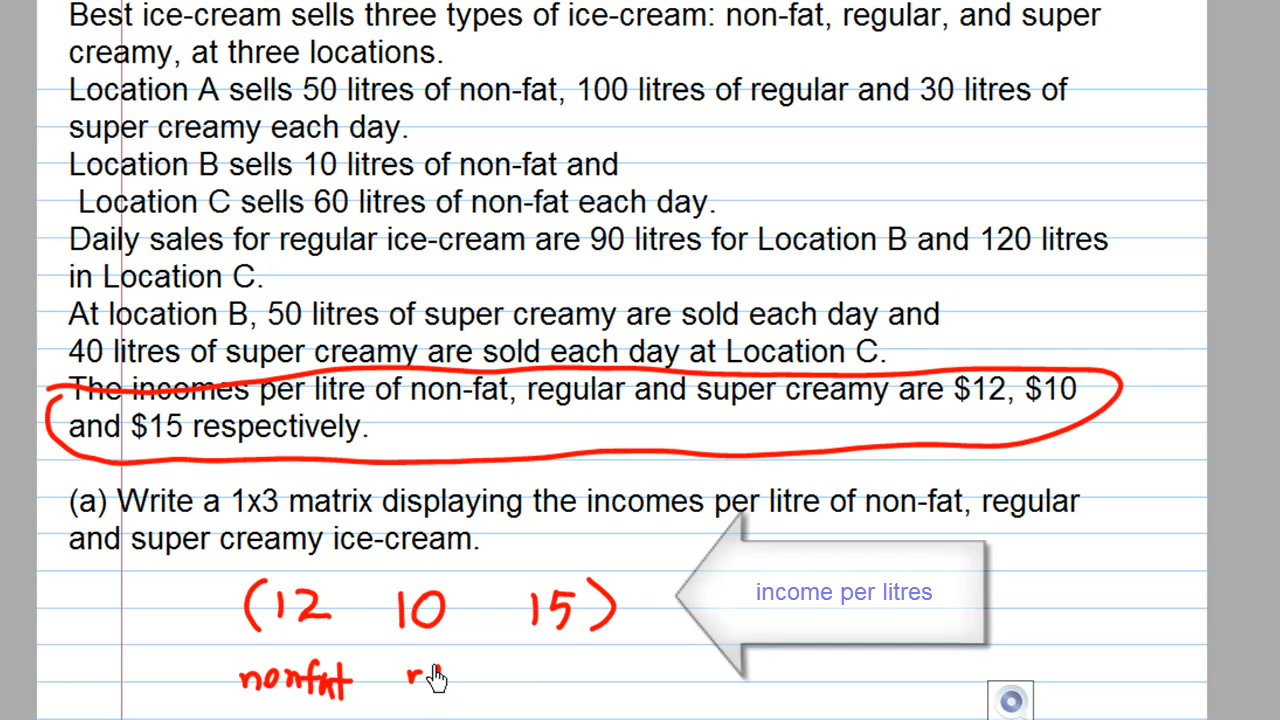 Best ice-cream sells three types of ice-cream: non-fat, regular, and super
creamy, at three locations.
Location A sells 50 litres of non-fat, 100 litres of regular and 30 litres of
super creamy each day.
Location B sells 10 litres of non-fat and
Location C sells 60 litres of non-fat each day.
Daily sales for regular ice-cream are 90 litres for Location B and 120 litres
in Location C.
At location B, 50 litres of super creamy are sold each day and
40 litres of super creamy are sold each day at Location C.
The incomes per litre of non-fat, regular and super creamy are $12, $10
and $15 respectively.
(a) Write a 1x3 matrix displaying the incomes per litre of non-fat, regular
and super creamy ice-cream.
(12 10 15)
income per litres
nonfat r